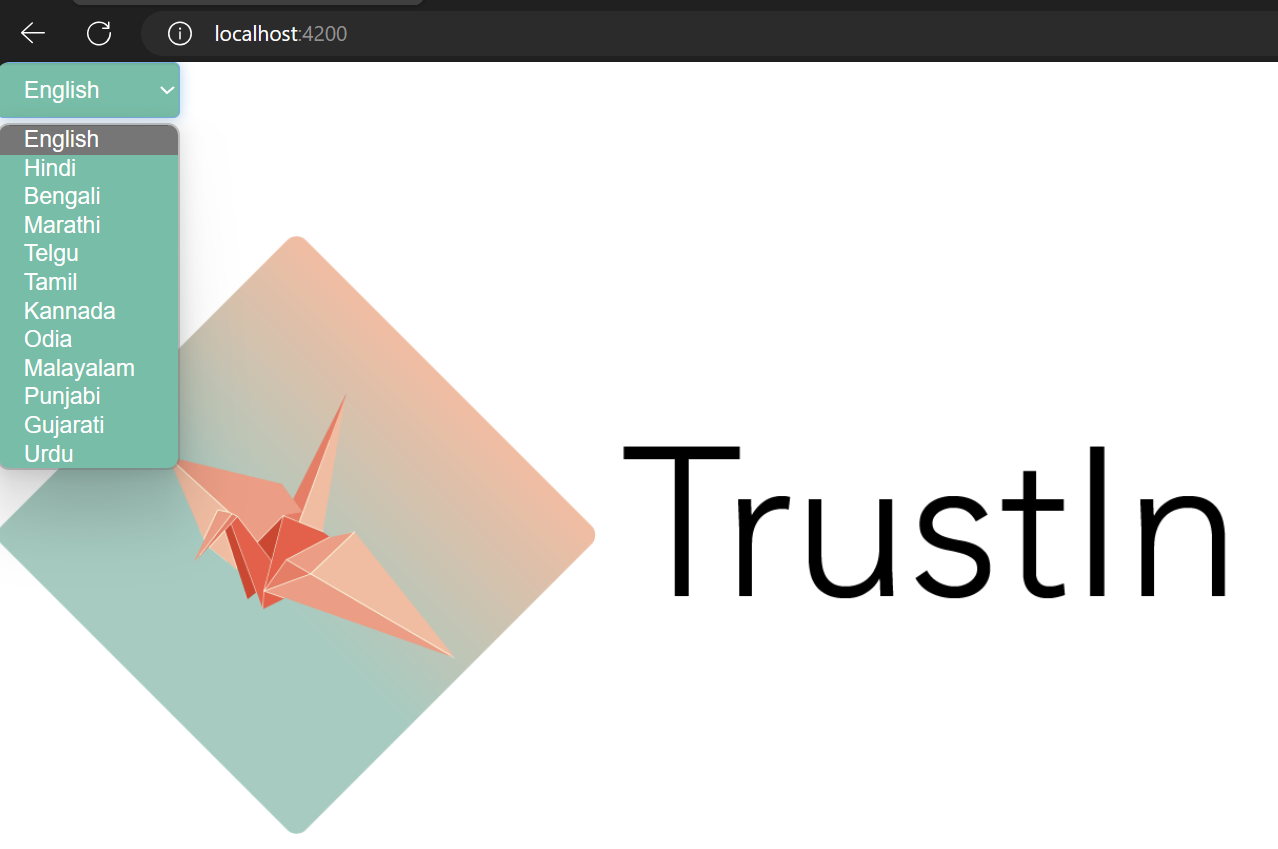 localhost:4200
English
English
Hindi
Bengali
Marathi
Telgu
Tamil
Kannada
Odia
Malayalam
Punjabi
Gujarati
Urdu
TrustIn